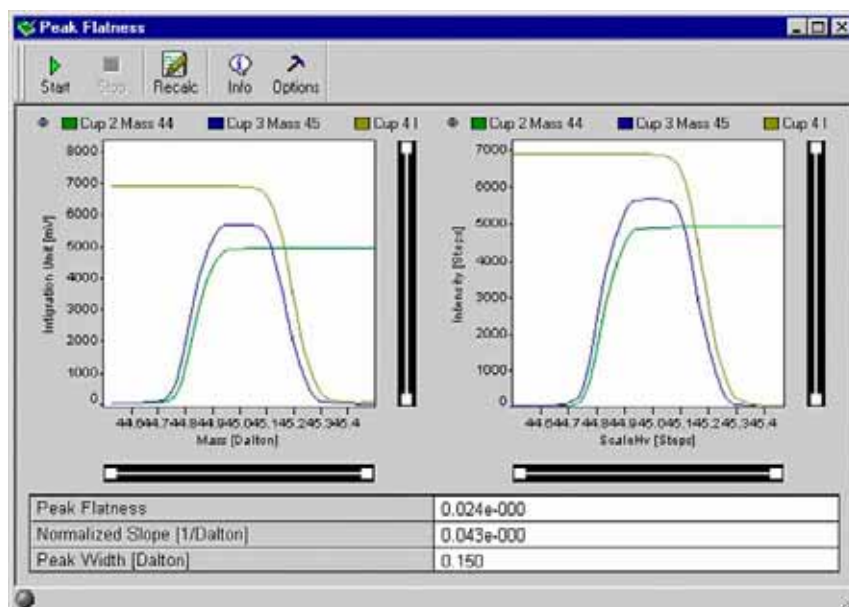 Peak Flatness
Start Stop Recalc Info Options
Cup 2 Mass 44 Cup 3 Mass 45 Cup 4 I
8000
7000
6000
5000
4000
3000
2000
1000
0
Intigration Unit [mV]
44.644.744.844.945.045.145.245.345.4
Mass [Dalton]
Cup 2 Mass 44 Cup 3 Mass 45 Cup 4 I
7000
6000
5000
4000
3000
2000
1000
0
Intensity [Steps]
44.644.744.844.945.045.145.245.345.4
ScaleHv [Steps]
Peak Flatness 0.024e-000
Normalized Slope [1/Dalton] 0.043e-000
Peak Width [Dalton] 0.150